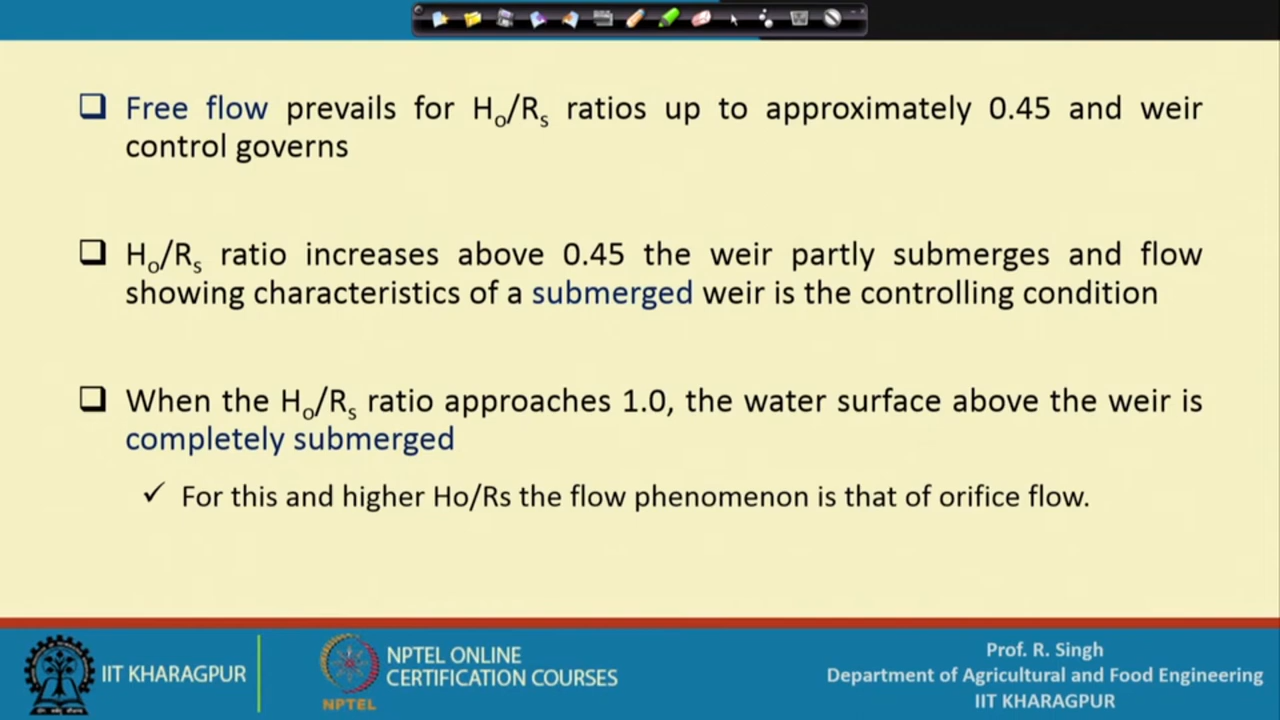 Free flow prevails for Ho/Rs ratios up to approximately 0.45 and weir
control governs
Ho/Rs ratio increases above 0.45 the weir partly submerges and flow
showing characteristics of a submerged weir is the controlling condition
When the Ho/Rs ratio approaches 1.0, the water surface above the weir is
completely submerged
✓ For this and higher Ho/Rs the flow phenomenon is that of orifice flow.
IIT KHARAGPUR
NPTEL
NPTEL ONLINE
CERTIFICATION COURSES
Prof. R. Singh
Department of Agricultural and Food Engineering
IIT KHARAGPUR